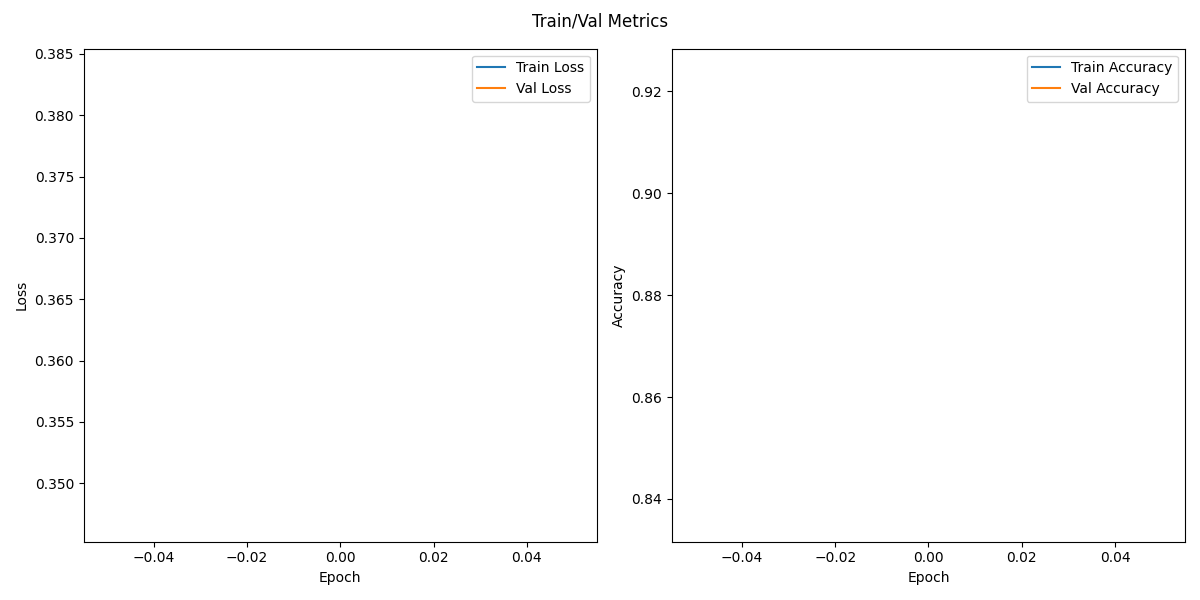 Train/Val Metrics
0.385
0.380
0.375
0.370
0.365
0.360
0.355
0.350
Loss
−0.04 −0.02 0.00 0.02 0.04
Epoch
Train Loss
Val Loss
0.92
0.90
0.88
0.86
0.84
Accuracy
−0.04 −0.02 0.00 0.02 0.04
Epoch
Train Accuracy
Val Accuracy